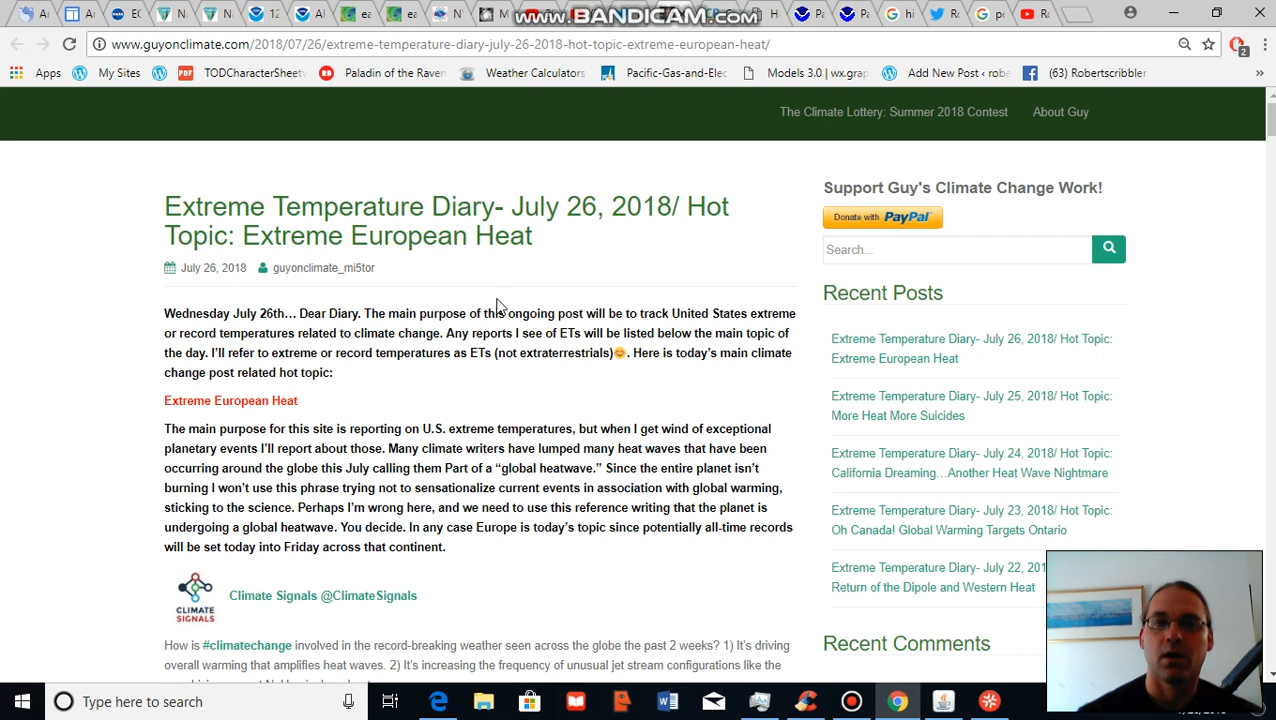 www.BANDICAM.com
www.guyonclimate.com/2018/07/26/extreme-temperature-diary-july-26-2018-hot-topic-extreme-european-heat/
Apps My Sites TODCharacterSheet Paladin of the Raven Weather Calculators Pacific-Gas-and-Elec Models 3.0 | wx.grap Add New Post ‹ robe (63) Robertscribbler »
The Climate Lottery: Summer 2018 Contest About Guy
Extreme Temperature Diary- July 26, 2018/ Hot
Topic: Extreme European Heat
July 26, 2018 guyonclimate_mi5tor
Wednesday July 26th… Dear Diary. The main purpose of this ongoing post will be to track United States extreme
or record temperatures related to climate change. Any reports I see of ETs will be listed below the main topic of
the day. I'll refer to extreme or record temperatures as ETs (not extraterrestrials)😊. Here is today's main climate
change post related hot topic:
Extreme European Heat
The main purpose for this site is reporting on U.S. extreme temperatures, but when I get wind of exceptional
planetary events I'll report about those. Many climate writers have lumped many heat waves that have been
occurring around the globe this July calling them Part of a “global heatwave.” Since the entire planet isn't
burning I won't use this phrase trying not to sensationalize current events in association with global warming,
sticking to the science. Perhaps I'm wrong here, and we need to use this reference writing that the planet is
undergoing a global heatwave. You decide. In any case Europe is today's topic since potentially all-time records
will be set today into Friday across that continent.
CLIMATE
SIGNALS
Climate Signals @ClimateSignals
How is #climatechange involved in the record-breaking weather seen across the globe the past 2 weeks? 1) It's driving
overall warming that amplifies heat waves. 2) It's increasing the frequency of unusual jet stream configurations like the
Support Guy's Climate Change Work!
Donate with PayPal
Search...
Recent Posts
Extreme Temperature Diary- July 26, 2018/ Hot Topic:
Extreme European Heat
Extreme Temperature Diary- July 25, 2018/ Hot Topic:
More Heat More Suicides
Extreme Temperature Diary- July 24, 2018/ Hot Topic:
California Dreaming…Another Heat Wave Nightmare
Extreme Temperature Diary- July 23, 2018/ Hot Topic:
Oh Canada! Global Warming Targets Ontario
Extreme Temperature Diary- July 22, 201
Return of the Dipole and Western Heat
Recent Comments
Type here to search